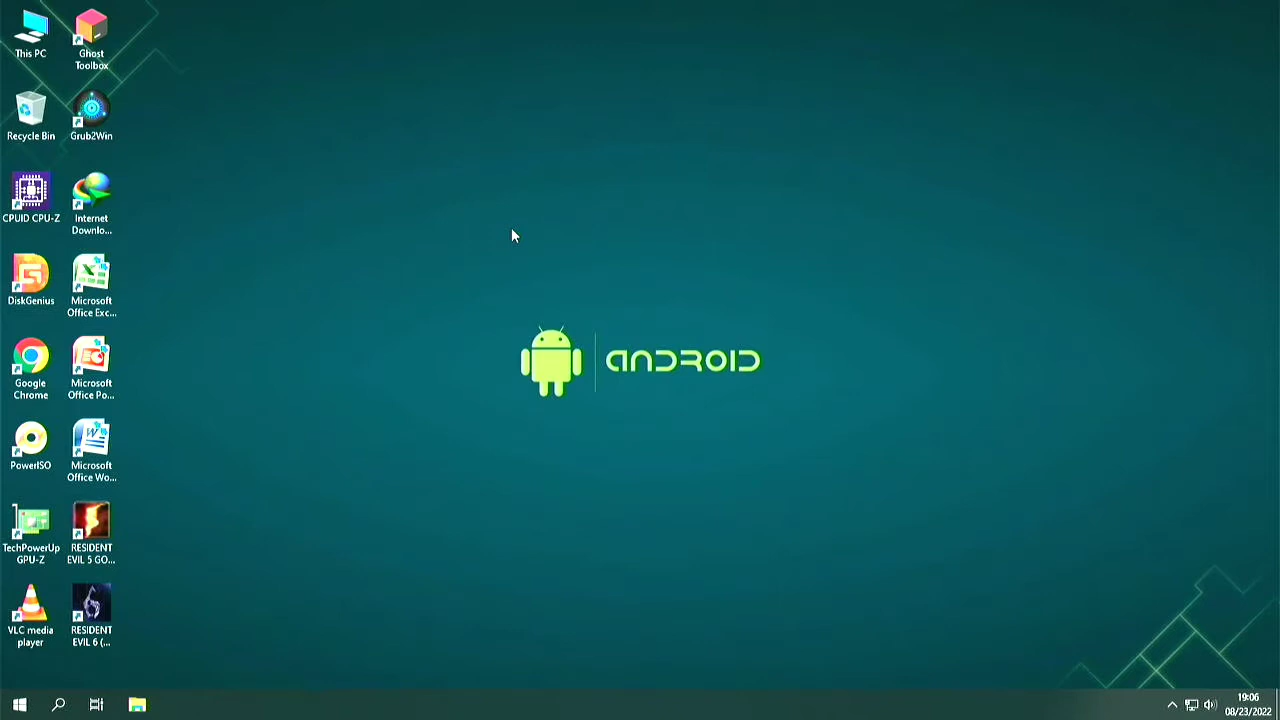 This PC
Ghost
Toolbox
Recycle Bin
Grub2Win
CPUID CPU-Z
Internet
Downlo...
DiskGenius
Microsoft
Office Exc...
Google
Chrome
Microsoft
Office Po...
PowerISO
Microsoft
Office Wo...
TechPowerUp
GPU-Z
RESIDENT
EVIL 5 GO...
VLC media
player
RESIDENT
EVIL 6 (...
ANDROID
19:06
08/23/2022